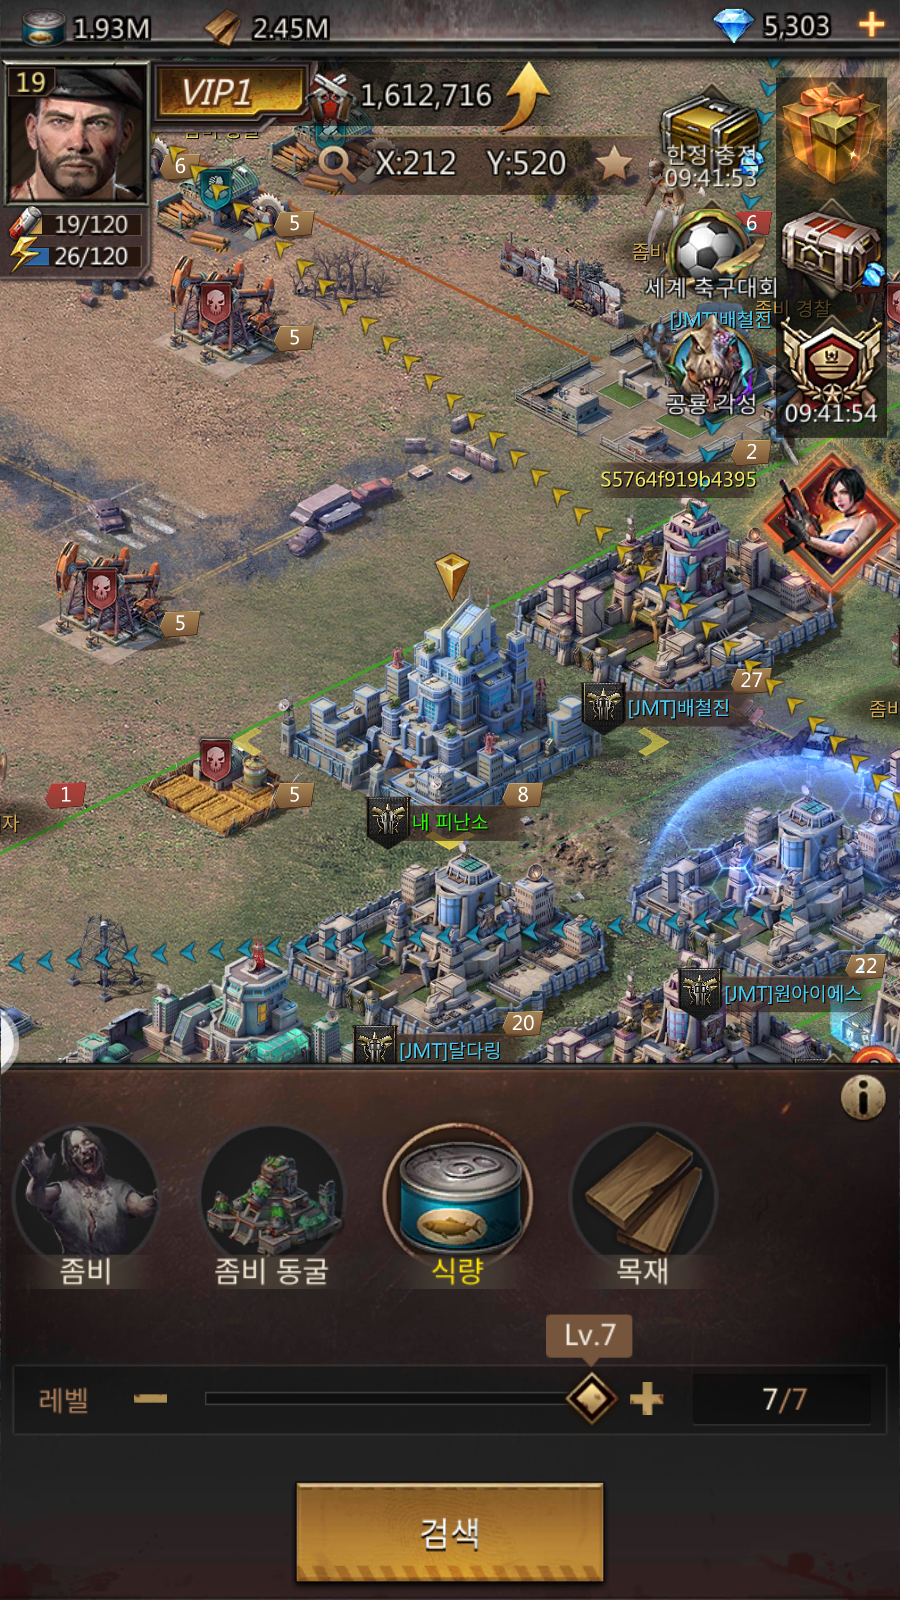 1.93M
2.45M
5,303
19
VIP1
1,612,716
X:212 Y:520
19/120
26/120
한정 충전
09:41:53
6
5
6
세계 축구대회
좀비
좀비 경찰
[JMT]배철진
5
공룡 각성
09:41:54
2
S5764f919b4395
5
27
[JMT]배철진
좀비
1
자
5
8
내 피난소
22
[JMT]원아이에스
20
[JMT]달다링
좀비
좀비 동굴
식량
목재
Lv.7
레벨
7/7
검색